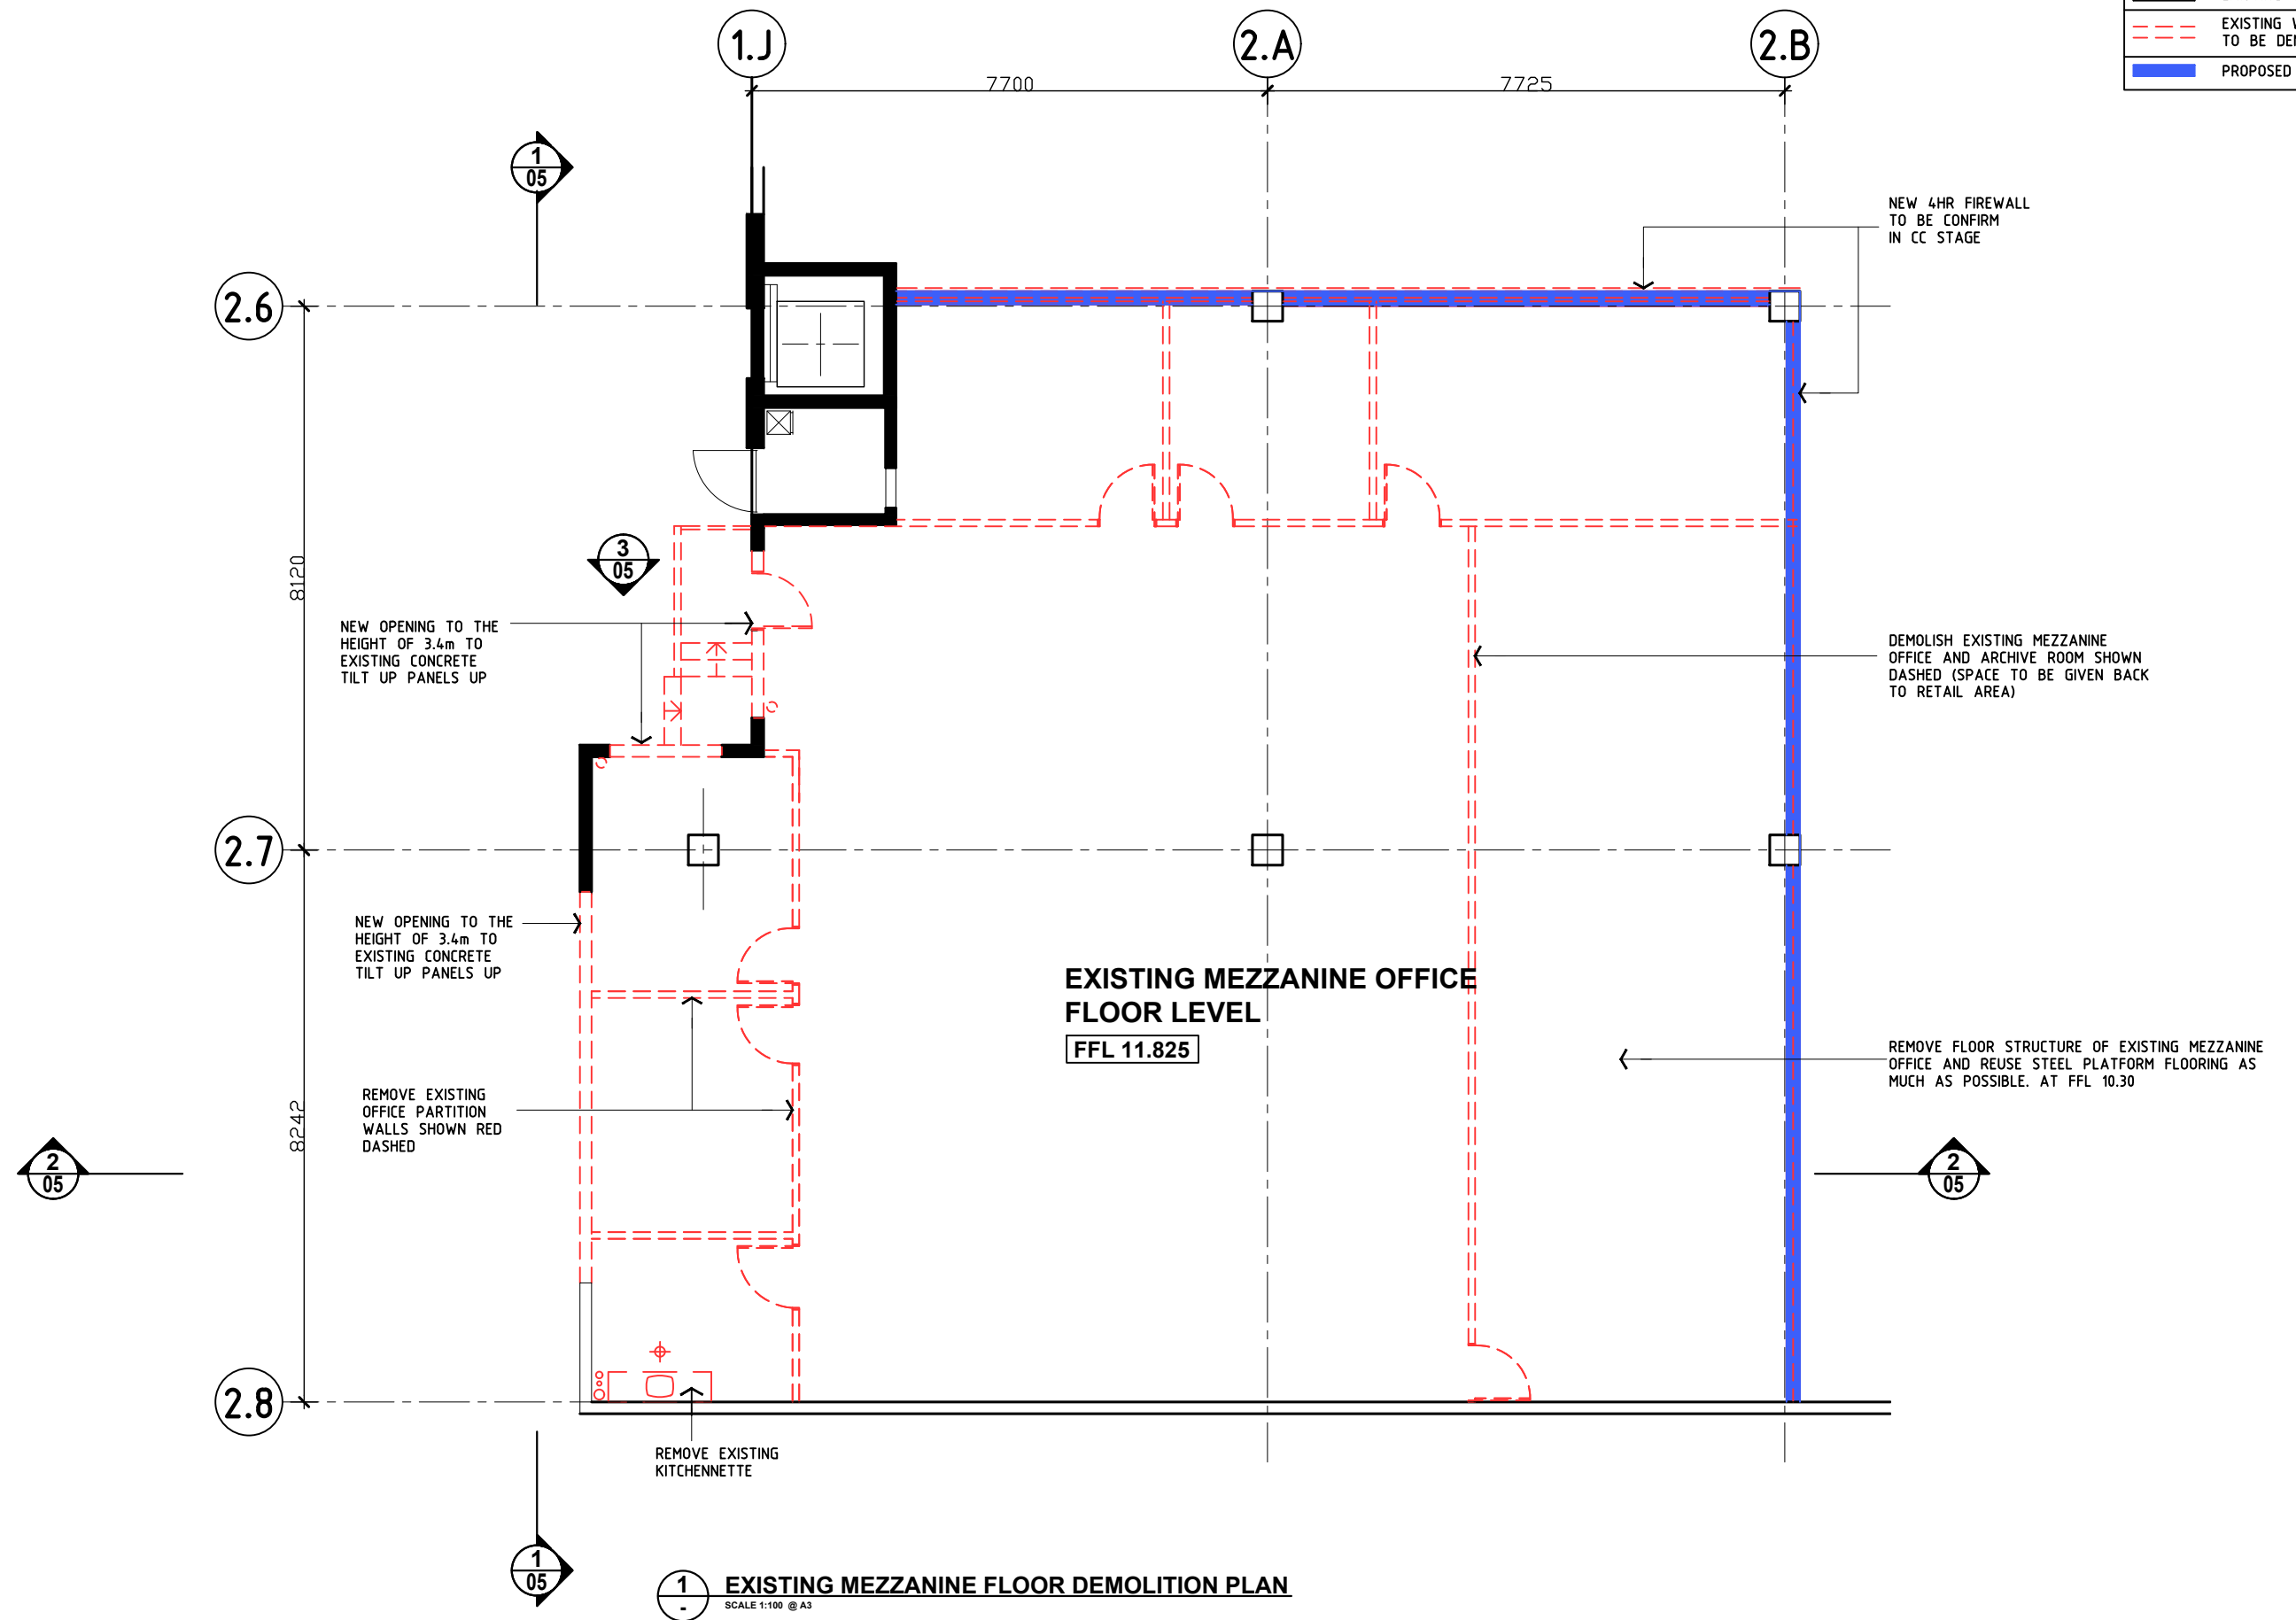 1.J
2.A
2.B
EXISTING
TO BE
PROPOSED
7700
7725
1
05
NEW 4HR FIREWALL
TO BE CONFIRM
IN CC STAGE
2.6
3
05
8120
NEW OPENING TO THE
HEIGHT OF 3.4m TO
EXISTING CONCRETE
TILT UP PANELS UP
DEMOLISH EXISTING MEZZANINE
OFFICE AND ARCHIVE ROOM SHOWN
DASHED (SPACE TO BE GIVEN BACK
TO RETAIL AREA)
2.7
NEW OPENING TO THE
HEIGHT OF 3.4m TO
EXISTING CONCRETE
TILT UP PANELS UP
EXISTING MEZZANINE OFFICE
FLOOR LEVEL
FFL 11.825
REMOVE FLOOR STRUCTURE OF EXISTING MEZZANINE
OFFICE AND REUSE STEEL PLATFORM FLOORING AS
MUCH AS POSSIBLE. AT FFL 10.30
REMOVE EXISTING
OFFICE PARTITION
WALLS SHOWN RED
DASHED
8242
2
05
2
05
2.8
REMOVE EXISTING
KITCHENNETTE
1
05
1
-
EXISTING MEZZANINE FLOOR DEMOLITION PLAN
SCALE 1:100 @ A3